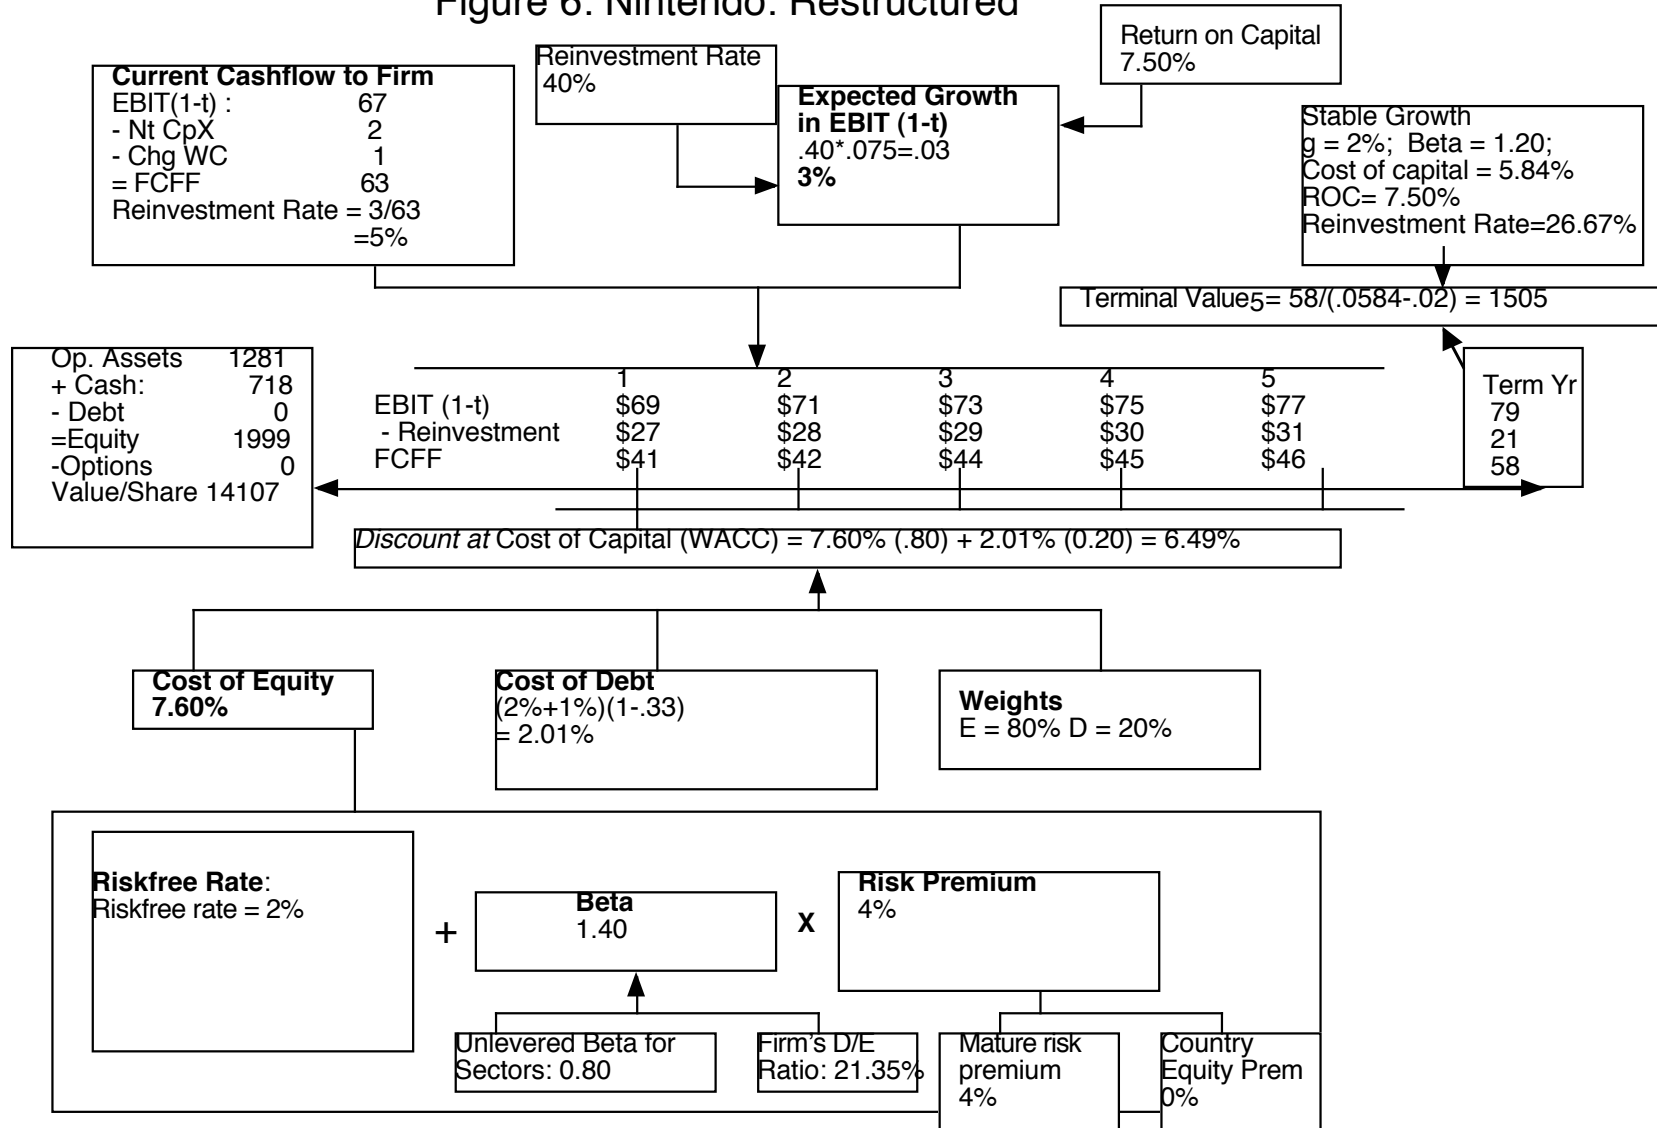 Figure 6: Nintendo: Restructured
Current Cashflow to Firm
EBIT(1-t) : 67
- Nt CpX 2
- Chg WC 1
= FCFF 63
Reinvestment Rate = 3/63
=5%
Reinvestment Rate
40%
Expected Growth
in EBIT (1-t)
.40*.075=.03
3%
Return on Capital
7.50%
Stable Growth
g = 2%; Beta = 1.20;
Cost of capital = 5.84%
ROC= 7.50%
Reinvestment Rate=26.67%
Terminal Value5= 58/(.0584-.02) = 1505
Op. Assets 1281
+ Cash: 718
- Debt 0
=Equity 1999
-Options 0
Value/Share 14107
1 2 3 4 5
EBIT (1-t) $69 $71 $73 $75 $77
- Reinvestment $27 $28 $29 $30 $31
FCFF $41 $42 $44 $45 $46
Term Yr
79
21
58
Discount at Cost of Capital (WACC) = 7.60% (.80) + 2.01% (0.20) = 6.49%
Cost of Equity
7.60%
Cost of Debt
(2%+1%)(1-.33)
= 2.01%
Weights
E = 80% D = 20%
Riskfree Rate:
Riskfree rate = 2%
+
Beta
1.40
X
Risk Premium
4%
Unlevered Beta for
Sectors: 0.80
Firm's D/E
Ratio: 21.35%
Mature risk
premium
4%
Country
Equity Prem
0%